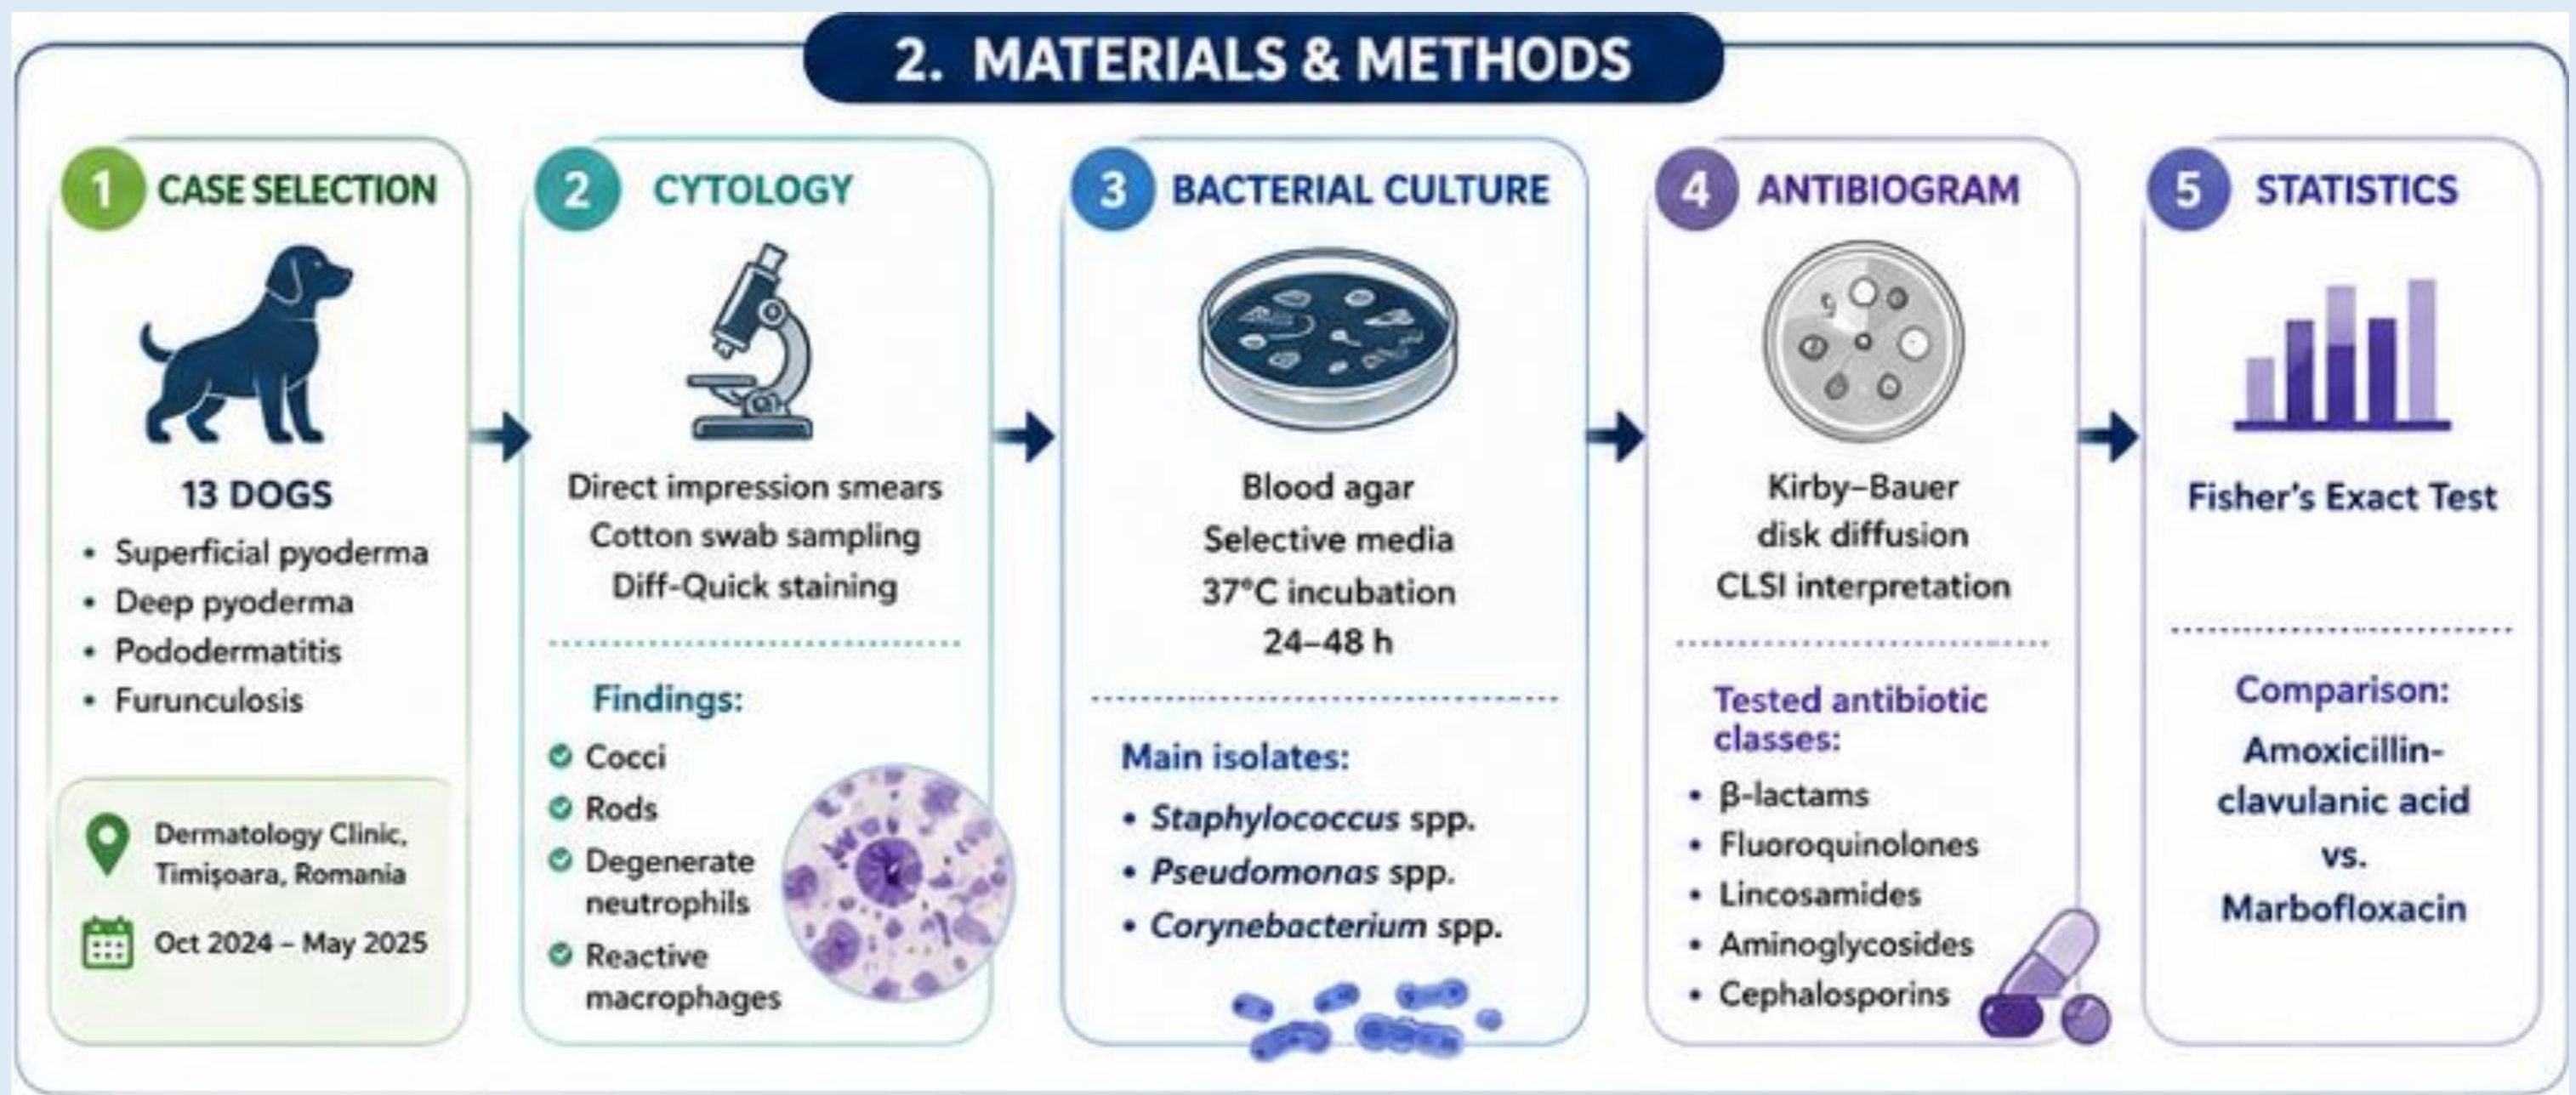 2. MATERIALS & METHODS
1 CASE SELECTION
13 DOGS
• Superficial pyoderma
• Deep pyoderma
• Pododermatitis
• Furunculosis
Dermatology Clinic,
Timișoara, Romania
Oct 2024 – May 2025
2 CYTOLOGY
Direct impression smears
Cotton swab sampling
Diff-Quick staining
Findings:
Cocci
Rods
Degenerate
neutrophils
Reactive
macrophages
3 BACTERIAL CULTURE
Blood agar
Selective media
37°C incubation
24–48 h
Main isolates:
• Staphylococcus spp.
• Pseudomonas spp.
• Corynebacterium spp.
4 ANTIBIOGRAM
Kirby–Bauer
disk diffusion
CLSI interpretation
Tested antibiotic
classes:
• β-lactams
• Fluoroquinolones
• Lincosamides
• Aminoglycosides
• Cephalosporins
5 STATISTICS
Fisher's Exact Test
Comparison:
Amoxicillin-
clavulanic acid
vs.
Marbofloxacin